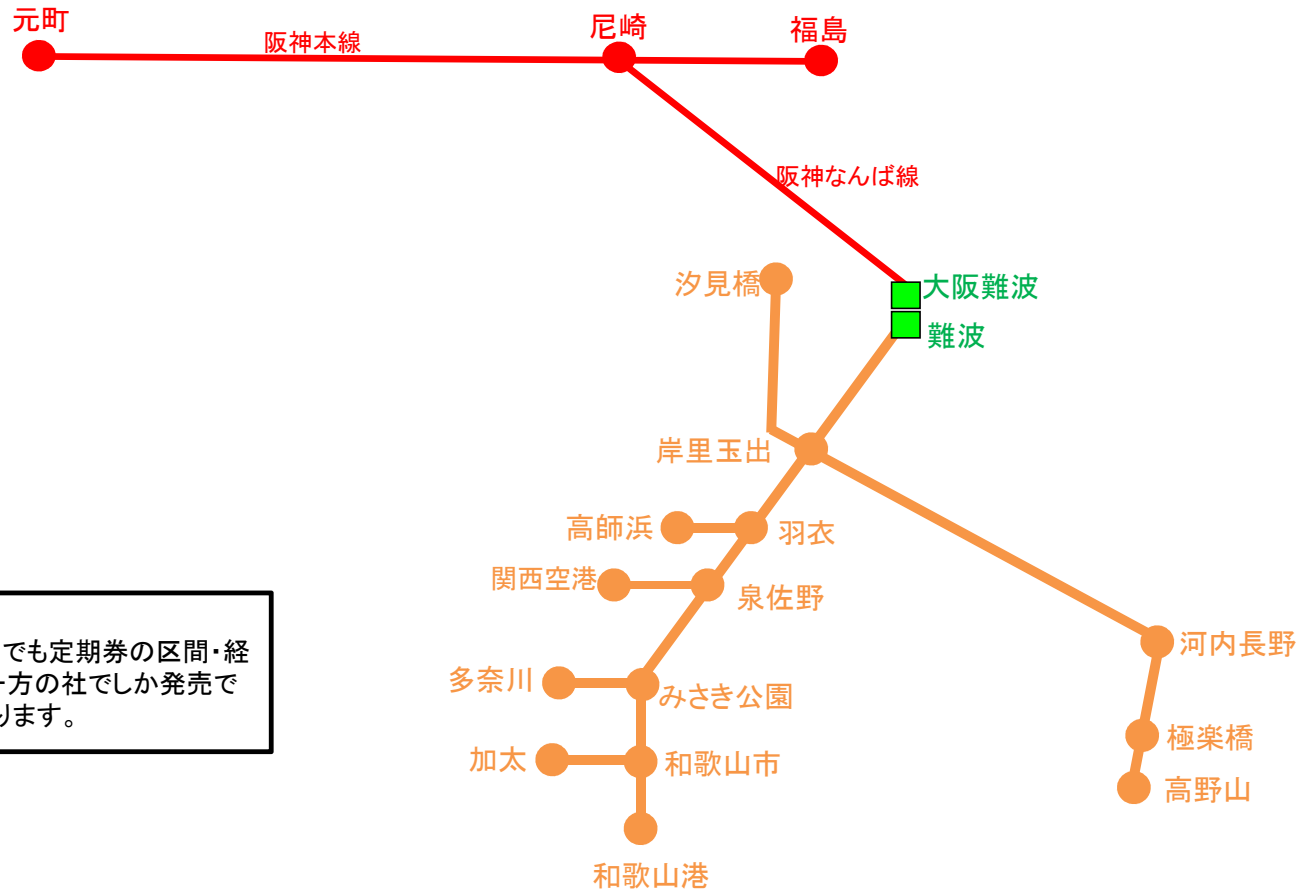 元町
阪神本線
尼崎
福島
阪神なんば線
汐見橋
大阪難波
難波
岸里玉出
高師浜
羽衣
関西空港
泉佐野
でも定期券の区間・経
方の社でしか発売で
ります。
河内長野
多奈川
みさき公園
極楽橋
加太
和歌山市
高野山
和歌山港